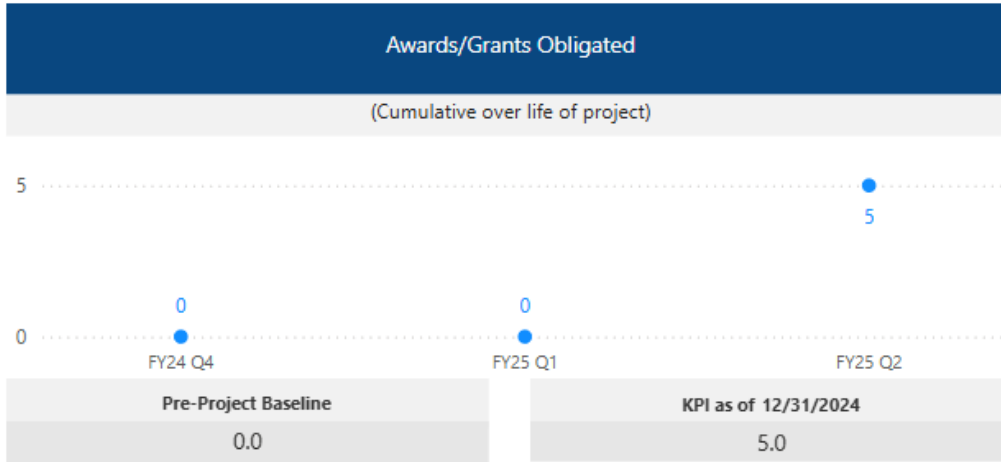 Awards/Grants Obligated
(Cumulative over life of project)
5
5
0
0
0
FY24 Q4
FY25 Q1
FY25 Q2
Pre-Project Baseline
KPI as of 12/31/2024
0.0
5.0